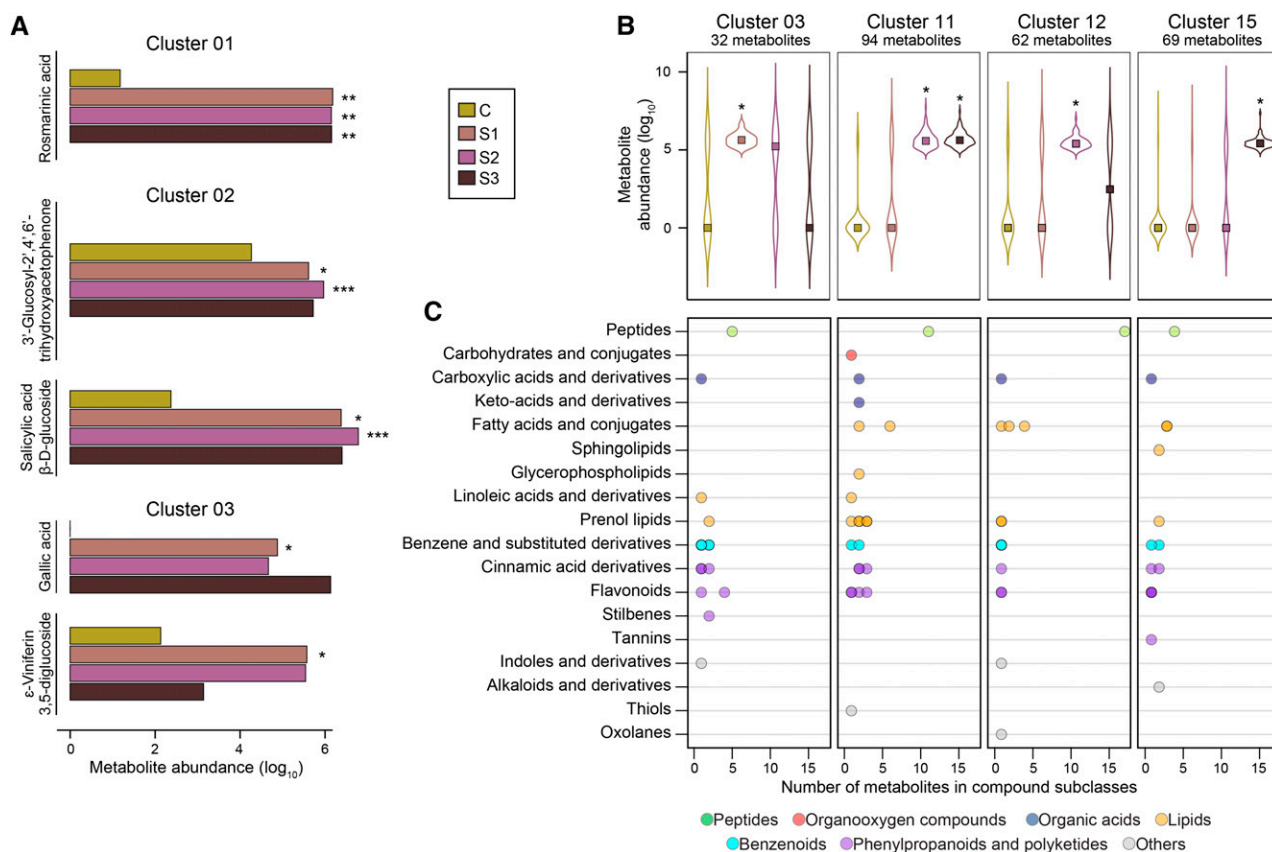 A
Cluster 01
Rosmarinic acid
**
**
**
C
S1
S2
S3
Cluster 02
3'-Glucosyl-2',4',6'-
trihydroxyacetophenone
*
***
Salicylic acid
β-D-glucoside
*
***
Cluster 03
Gallic acid
*
ε-Viniferin
3,5-diglucoside
*
0 2 4 6
Metabolite abundance (log10)
B
Cluster 03
32 metabolites
Cluster 11
94 metabolites
Cluster 12
62 metabolites
Cluster 15
69 metabolites
Metabolite
abundance (log10)
10
5
0
*
*
*
*
*
C
Peptides
Carbohydrates and conjugates
Carboxylic acids and derivatives
Keto-acids and derivatives
Fatty acids and conjugates
Sphingolipids
Glycerophospholipids
Linoleic acids and derivatives
Prenol lipids
Benzene and substituted derivatives
Cinnamic acid derivatives
Flavonoids
Stilbenes
Tannins
Indoles and derivatives
Alkaloids and derivatives
Thiols
Oxolanes
0 5 10 15 0 5 10 15 0 5 10 15 0 5 10 15
Number of metabolites in compound subclasses
Peptides Organooxygen compounds Organic acids Lipids
Benzenoids Phenylpropanoids and polyketides Others